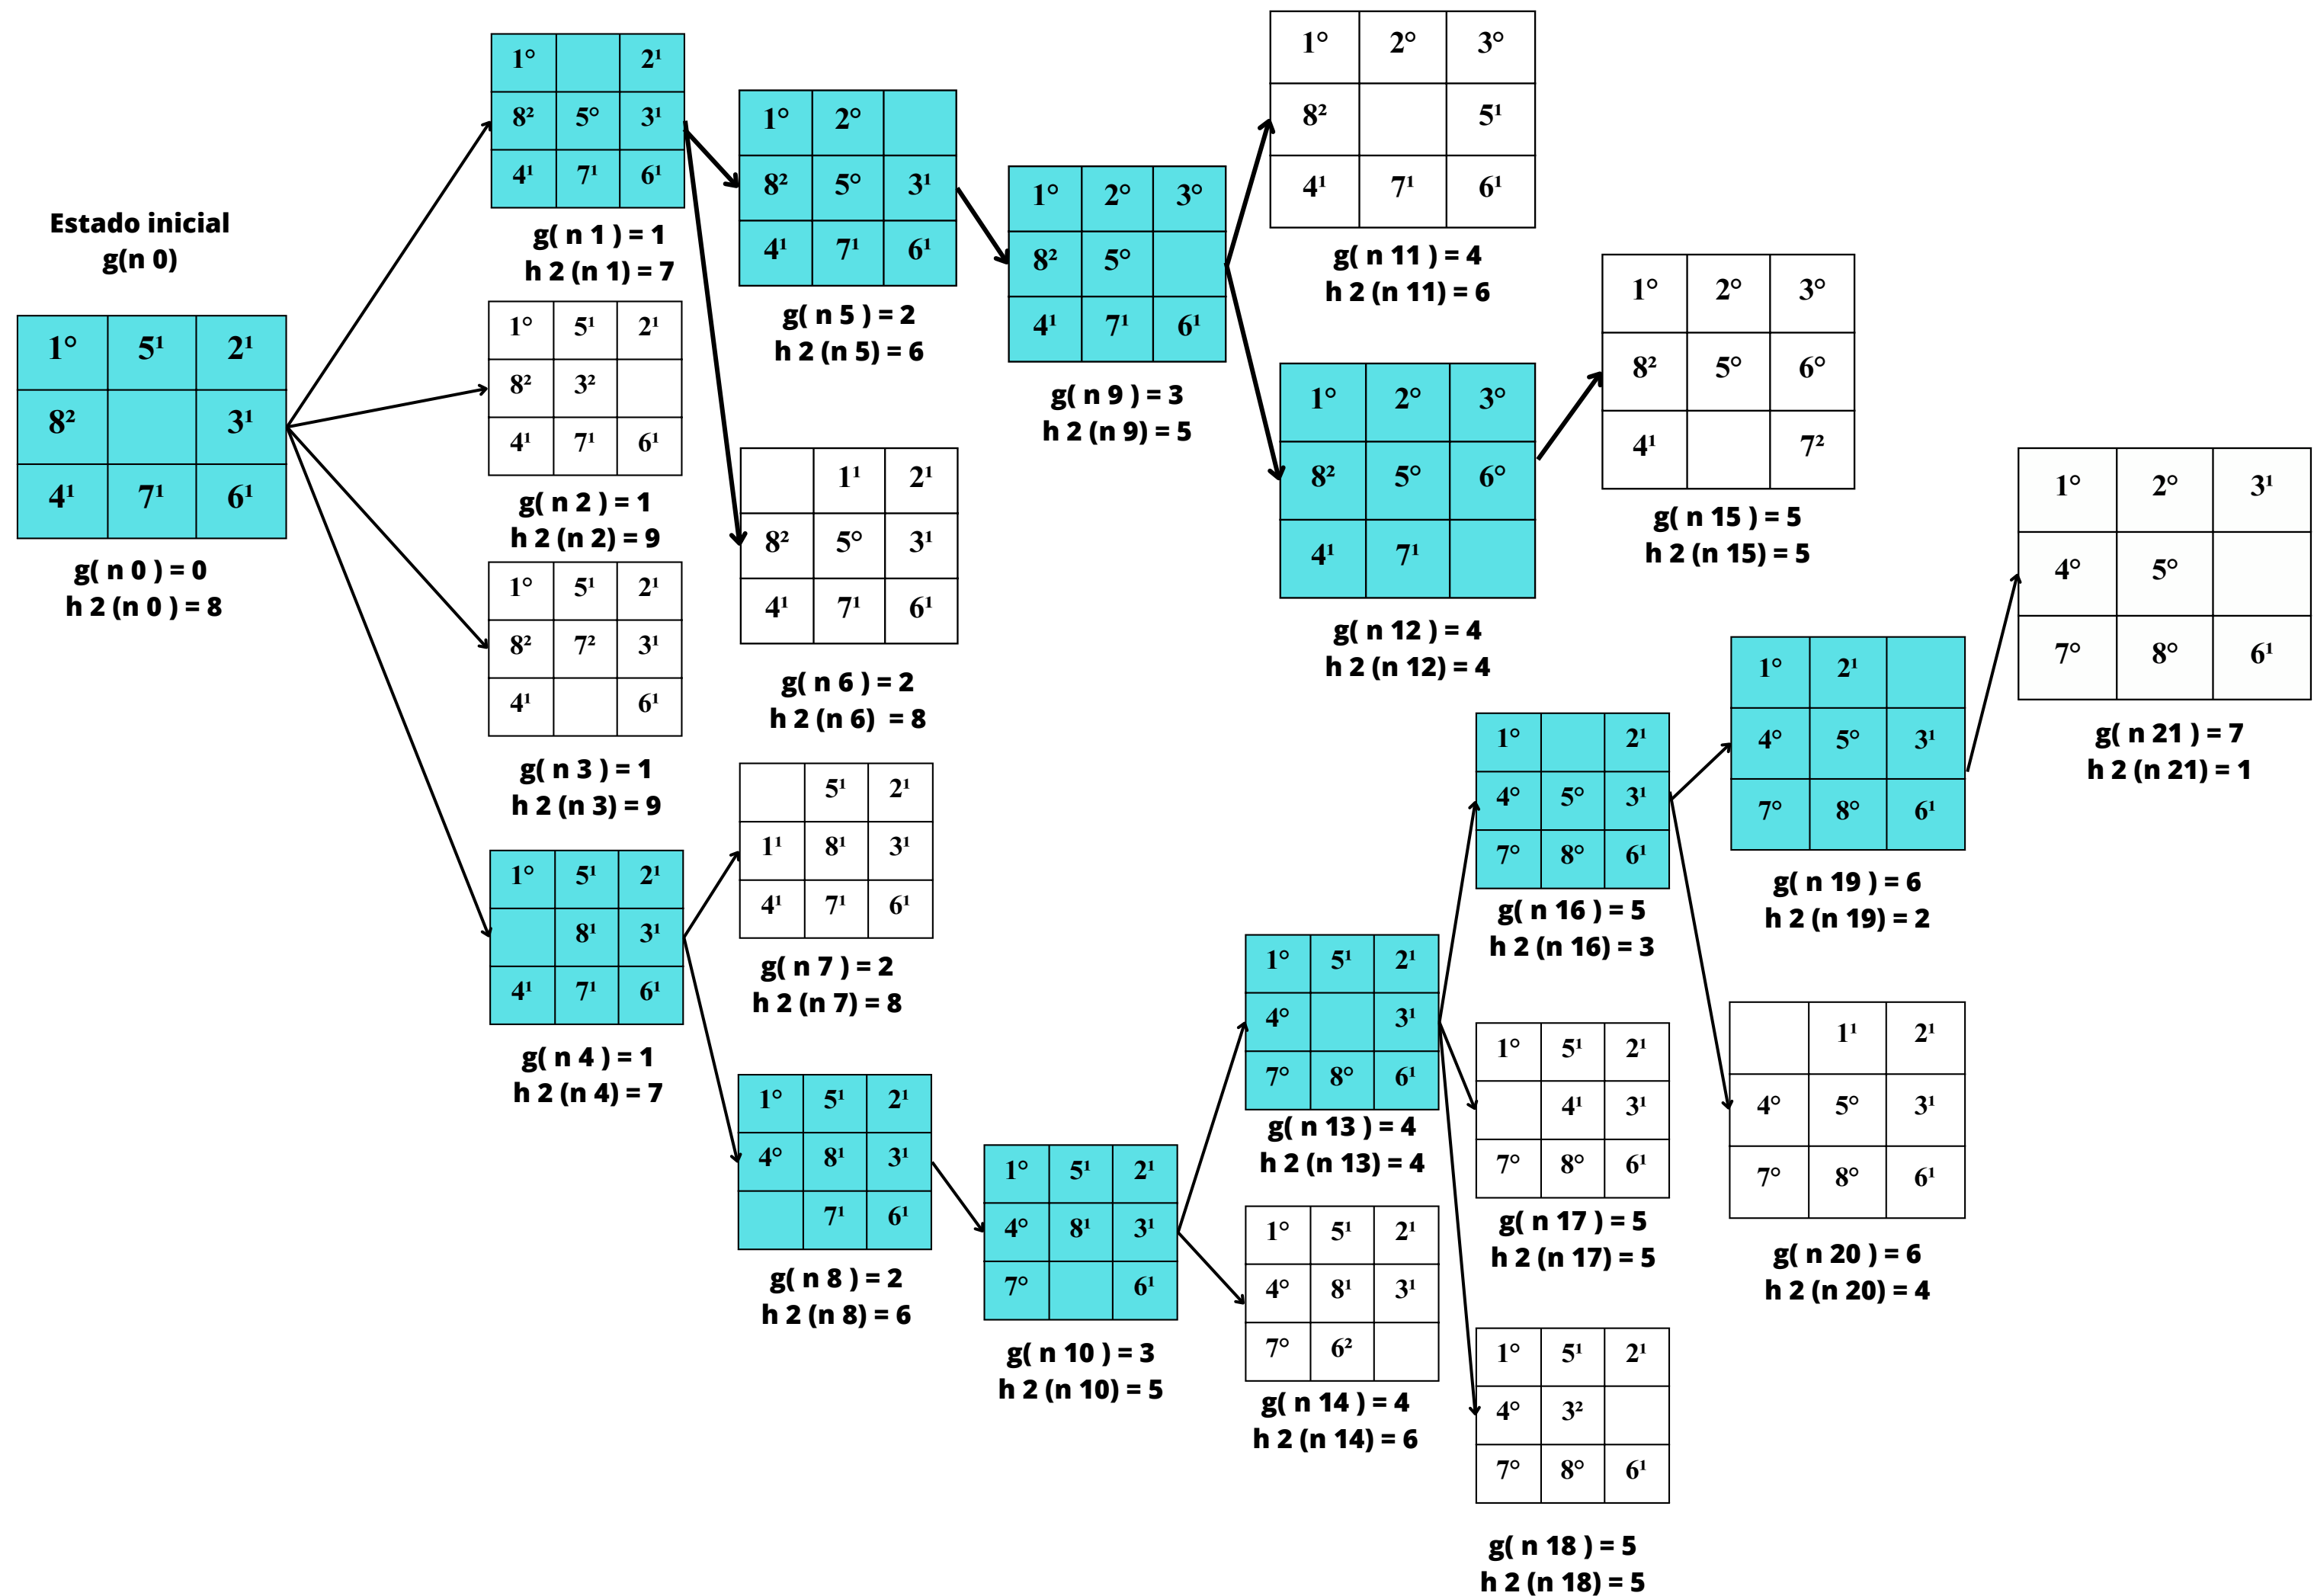 Estado inicial
g(n 0)
1° 5¹ 2¹
8² 3¹
4¹ 7¹ 6¹
g( n 0 ) = 0
h 2 (n 0 ) = 8
1° 2¹
8² 5° 3¹
4¹ 7¹ 6¹
g( n 1 ) = 1
h 2 (n 1) = 7
1° 5¹ 2¹
8² 3²
4¹ 7¹ 6¹
g( n 2 ) = 1
h 2 (n 2) = 9
1° 5¹ 2¹
8² 7² 3¹
4¹ 6¹
g( n 3 ) = 1
h 2 (n 3) = 9
1° 5¹ 2¹
8¹ 3¹
4¹ 7¹ 6¹
g( n 4 ) = 1
h 2 (n 4) = 7
1° 2°
8² 5° 3¹
4¹ 7¹ 6¹
g( n 5 ) = 2
h 2 (n 5) = 6
1¹ 2¹
8² 5° 3¹
4¹ 7¹ 6¹
g( n 6 ) = 2
h 2 (n 6) = 8
5¹ 2¹
1¹ 8¹ 3¹
4¹ 7¹ 6¹
g( n 7 ) = 2
h 2 (n 7) = 8
1° 5¹ 2¹
4° 8¹ 3¹
7¹ 6¹
g( n 8 ) = 2
h 2 (n 8) = 6
1° 2° 3°
8² 5°
4¹ 7¹ 6¹
g( n 9 ) = 3
h 2 (n 9) = 5
1° 5¹ 2¹
4° 8¹ 3¹
7° 6¹
g( n 10 ) = 3
h 2 (n 10) = 5
1° 2° 3°
8² 5¹
4¹ 7¹ 6¹
g( n 11 ) = 4
h 2 (n 11) = 6
1° 2° 3°
8² 5° 6°
4¹ 7¹
g( n 12 ) = 4
h 2 (n 12) = 4
1° 5¹ 2¹
4° 3¹
7° 8° 6¹
g( n 13 ) = 4
h 2 (n 13) = 4
1° 5¹ 2¹
4° 8¹ 3¹
7° 6²
g( n 14 ) = 4
h 2 (n 14) = 6
1° 2° 3°
8² 5° 6°
4¹ 7²
g( n 15 ) = 5
h 2 (n 15) = 5
1° 2¹
4° 5° 3¹
7° 8° 6¹
g( n 16 ) = 5
h 2 (n 16) = 3
1° 5¹ 2¹
4¹ 3¹
7° 8° 6¹
g( n 17 ) = 5
h 2 (n 17) = 5
1° 5¹ 2¹
4° 3²
7° 8° 6¹
g( n 18 ) = 5
h 2 (n 18) = 5
1° 2¹
4° 5° 3¹
7° 8° 6¹
g( n 19 ) = 6
h 2 (n 19) = 2
1¹ 2¹
4° 5° 3¹
7° 8° 6¹
g( n 20 ) = 6
h 2 (n 20) = 4
1° 2° 3¹
4° 5°
7° 8° 6¹
g( n 21 ) = 7
h 2 (n 21) = 1